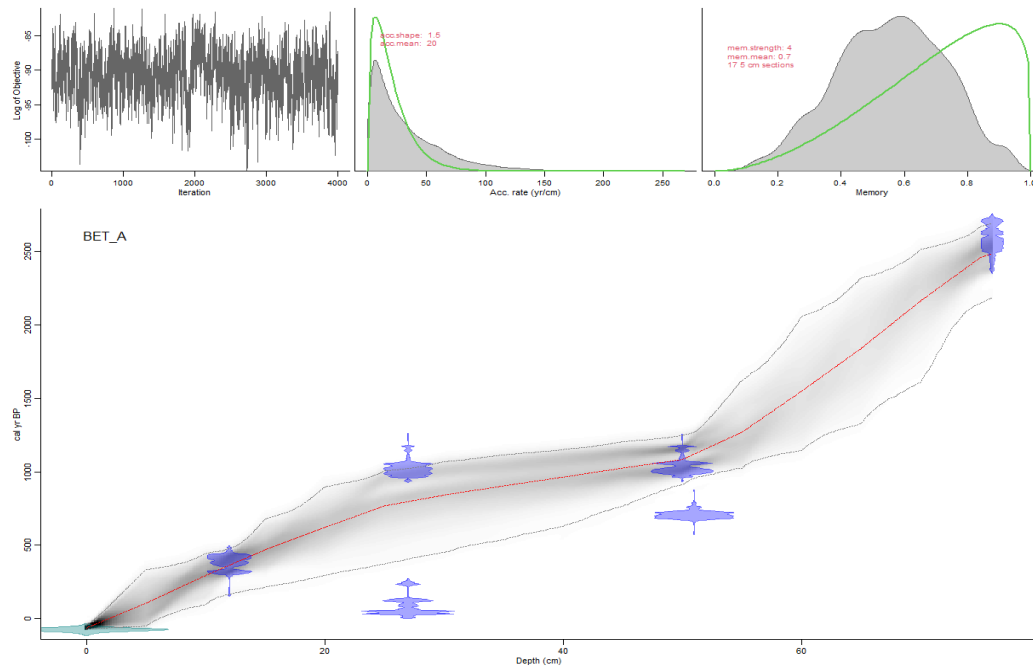 -85
-90
-95
-100
Log of Objective
0 1000 2000 3000 4000
Iteration
acc.shape: 1.5
acc.mean: 20
0 50 100 150 200 250
Acc. rate (yr/cm)
mem.strength: 4
mem.mean: 0.7
17 5 cm sections
0.0 0.2 0.4 0.6 0.8 1.0
Memory
BET_A
2500
2000
1500
1000
500
0
cal yr BP
0 20 40 60
Depth (cm)